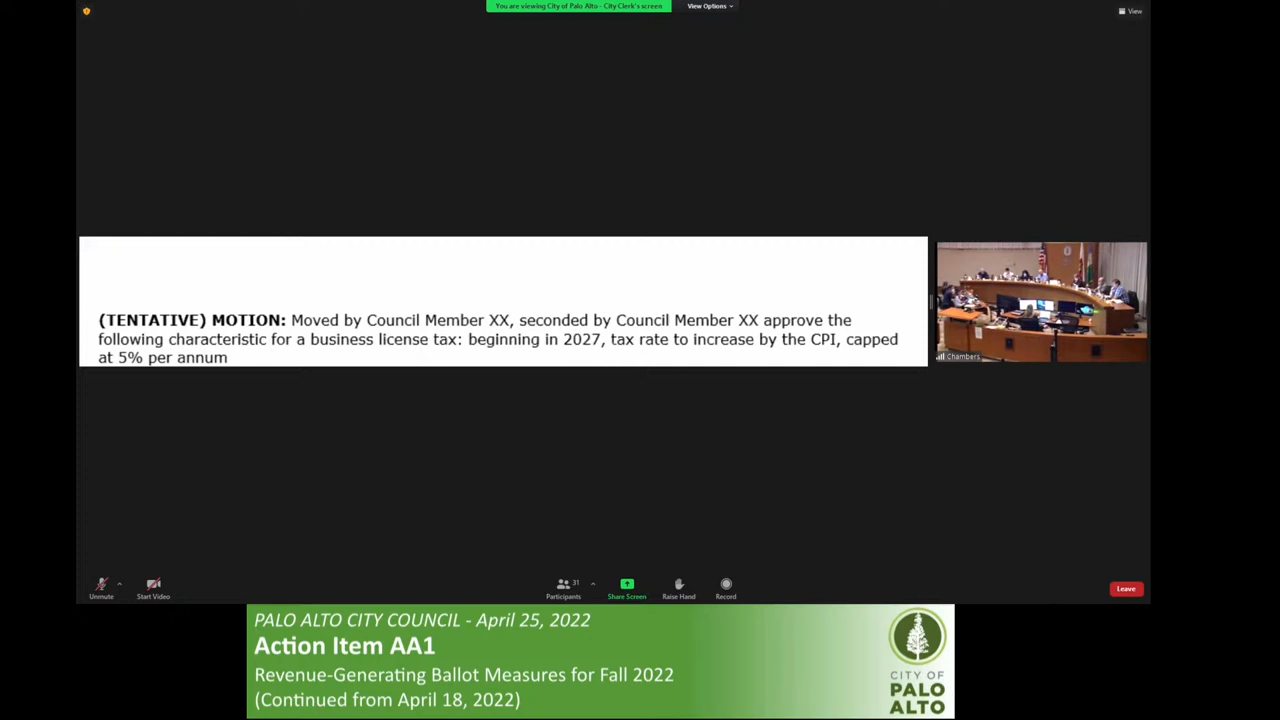 You are viewing City of Palo Alto - City Clerk's screen
View Options
View
(TENTATIVE) MOTION: Moved by Council Member XX, seconded by Council Member XX approve the
following characteristic for a business license tax: beginning in 2027, tax rate to increase by the CPI, capped
at 5% per annum
Chambers
Unmute
Start Video
31
Participants
Share Screen
Raise Hand
Record
Leave
PALO ALTO CITY COUNCIL - April 25, 2022
Action Item AA1
Revenue-Generating Ballot Measures for Fall 2022
(Continued from April 18, 2022)
CITY OF
PALO
ALTO